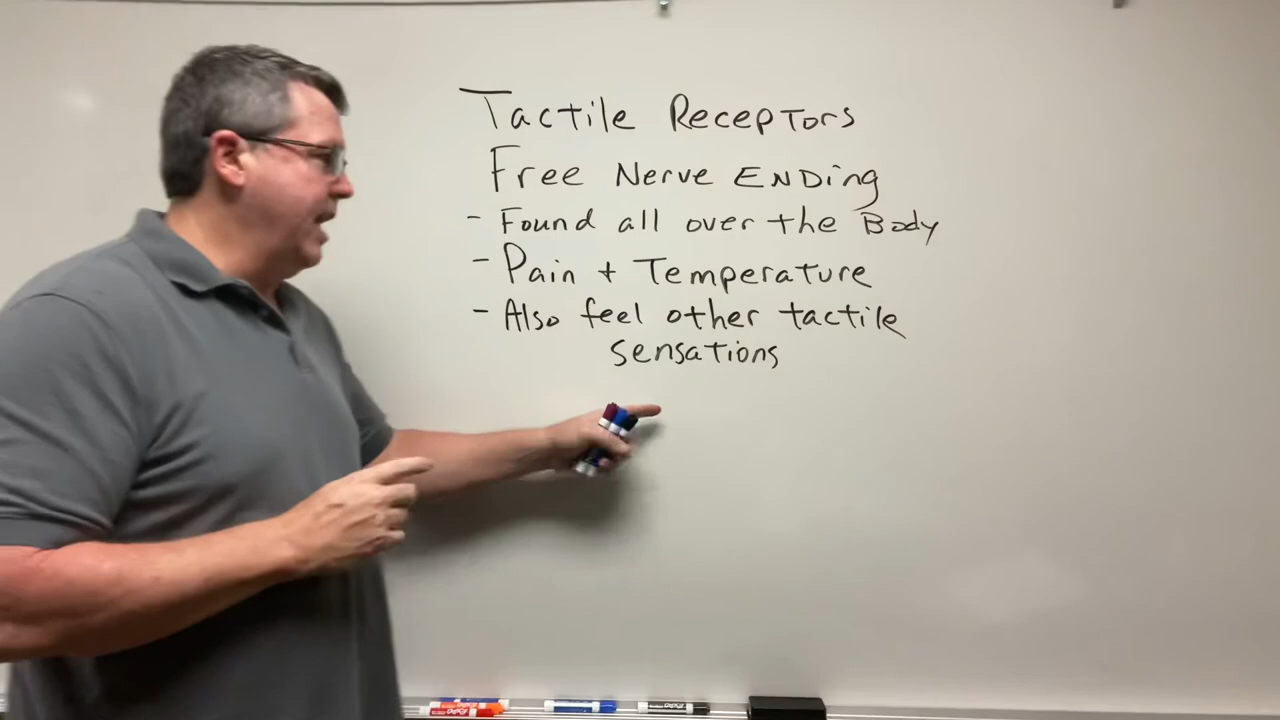 Tactile Receptors
Free Nerve Ending
- Found all over the Body
- Pain + Temperature
- Also feel other tactile
sensations